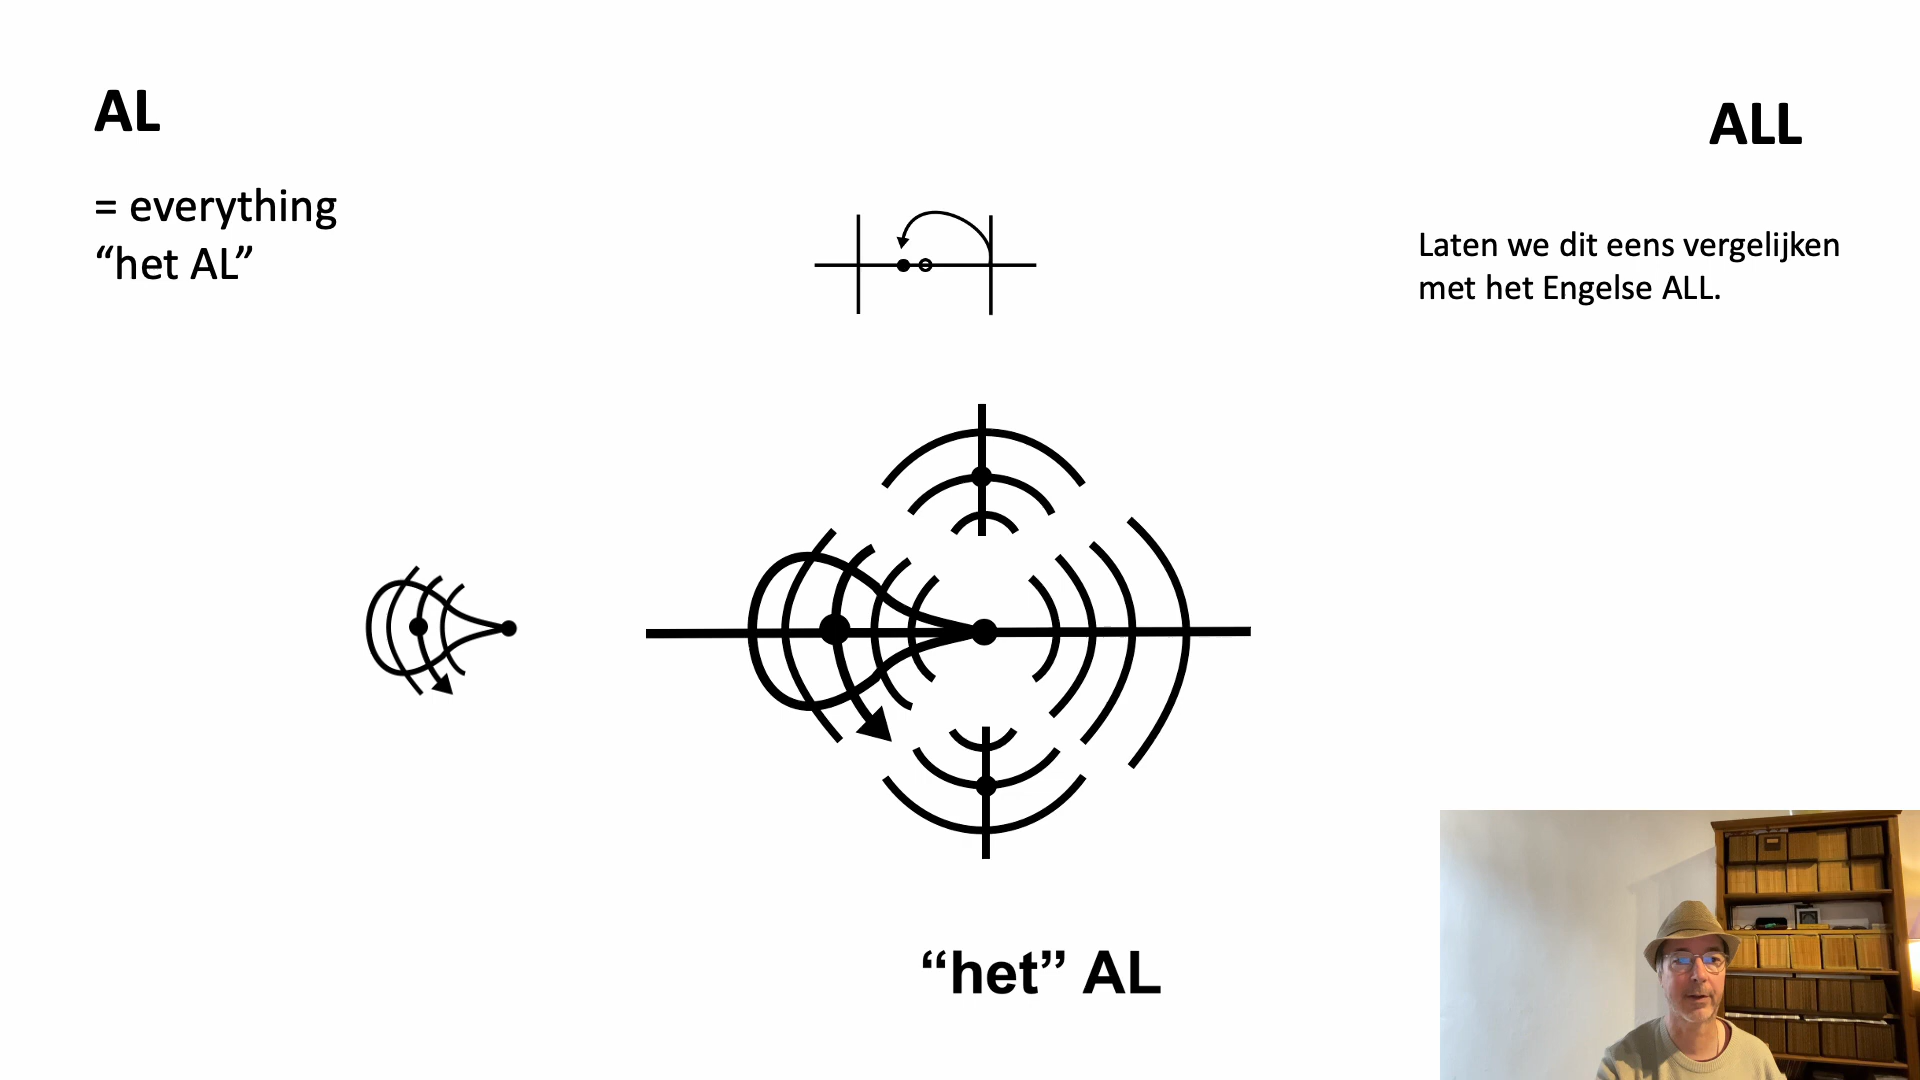 AL
= everything
“het AL”
ALL
Laten we dit eens vergelijken
met het Engelse ALL.
“het” AL